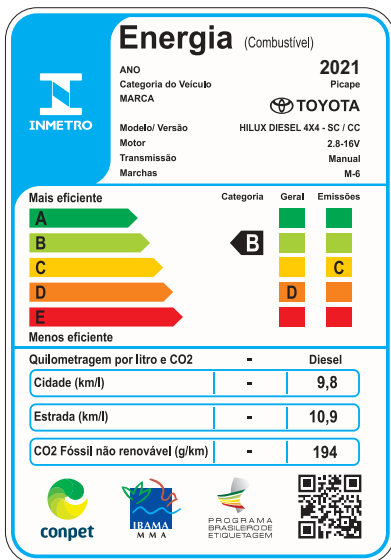 Energia (Combustível)
ANO 2021
Categoria do Veículo Picape
MARCA TOYOTA
INMETRO
Modelo/ Versão HILUX DIESEL 4X4 - SC / CC
Motor 2.8-16V
Transmissão Manual
Marchas M-6
Mais eficiente Categoria Geral Emissões
A
B B
C C
D D
E
Menos eficiente
Quilometragem por litro e CO2 - Diesel
Cidade (km/l) - 9,8
Estrada (km/l) - 10,9
CO2 Fóssil não renovável (g/km) - 194
conpet
IBAMA
MMA
PROGRAMA
BRASILEIRO DE
ETIQUETAGEM